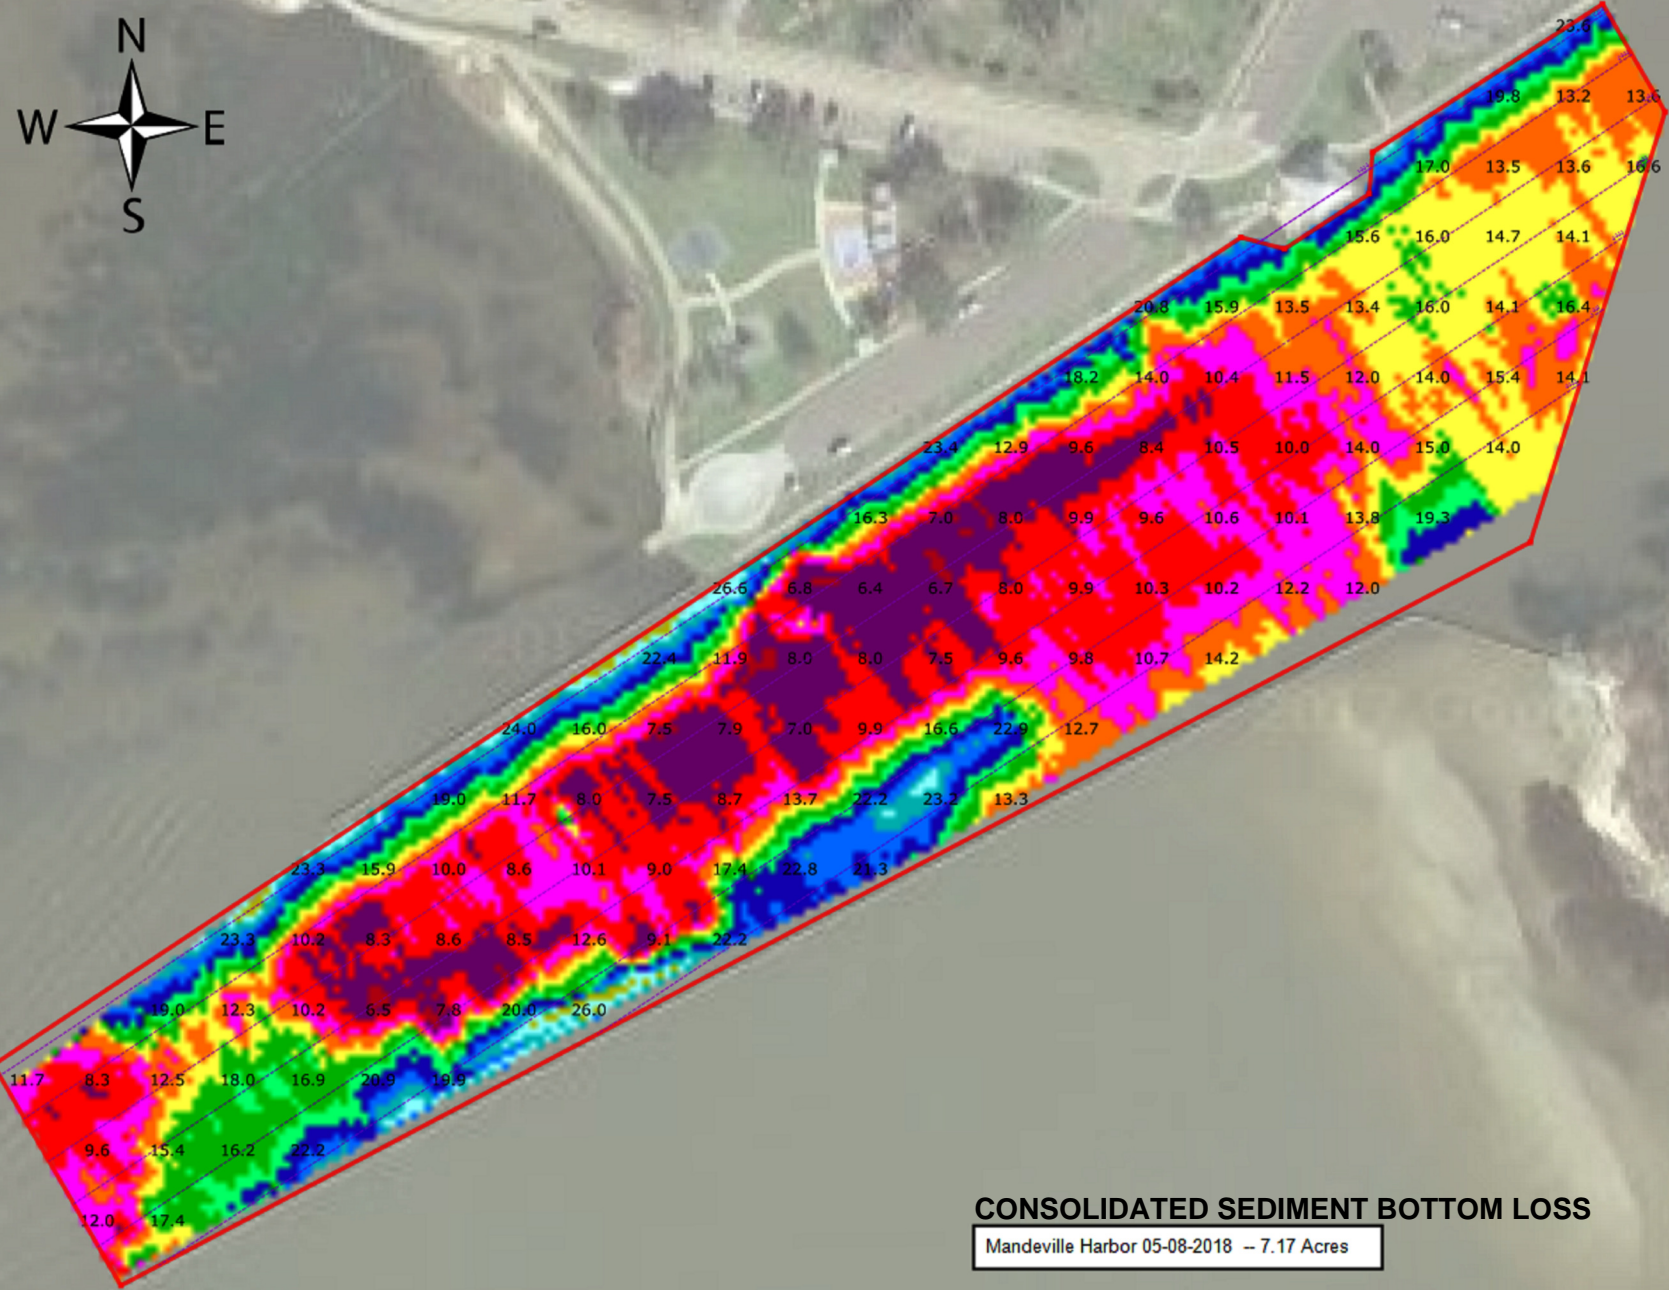 N
W E
S
23.6
19.8 13.2 13.6
17.0 13.5 13.6 16.6
15.6 16.0 14.7 14.1
20.8 15.9 13.5 13.4 16.0 14.1 16.4
18.2 14.0 10.4 11.5 12.0 14.0 15.4 14.1
23.4 12.9 9.6 8.4 10.5 10.0 14.0 15.0 14.0
16.3 7.0 8.0 9.9 9.6 10.6 10.1 13.8 19.3
26.6 6.8 6.4 6.7 8.0 9.9 10.3 10.2 12.2 12.0
22.4 11.9 8.0 8.0 7.5 9.6 9.8 10.7 14.2
24.0 16.0 7.5 7.9 7.0 9.9 16.6 22.9 12.7
19.0 11.7 8.0 7.5 8.7 13.7 22.2 23.2 13.3
23.3 15.9 10.0 8.6 10.1 9.0 17.4 22.8 21.3
23.3 10.2 8.3 8.6 8.5 12.6 9.1 22.2
19.0 12.3 10.2 6.5 7.8 20.0 26.0
11.7 8.3 12.5 18.0 16.9 20.9 19.9
9.6 15.4 16.2 22.2
12.0 17.4
CONSOLIDATED SEDIMENT BOTTOM LOSS
Mandeville Harbor 05-08-2018 -- 7.17 Acres